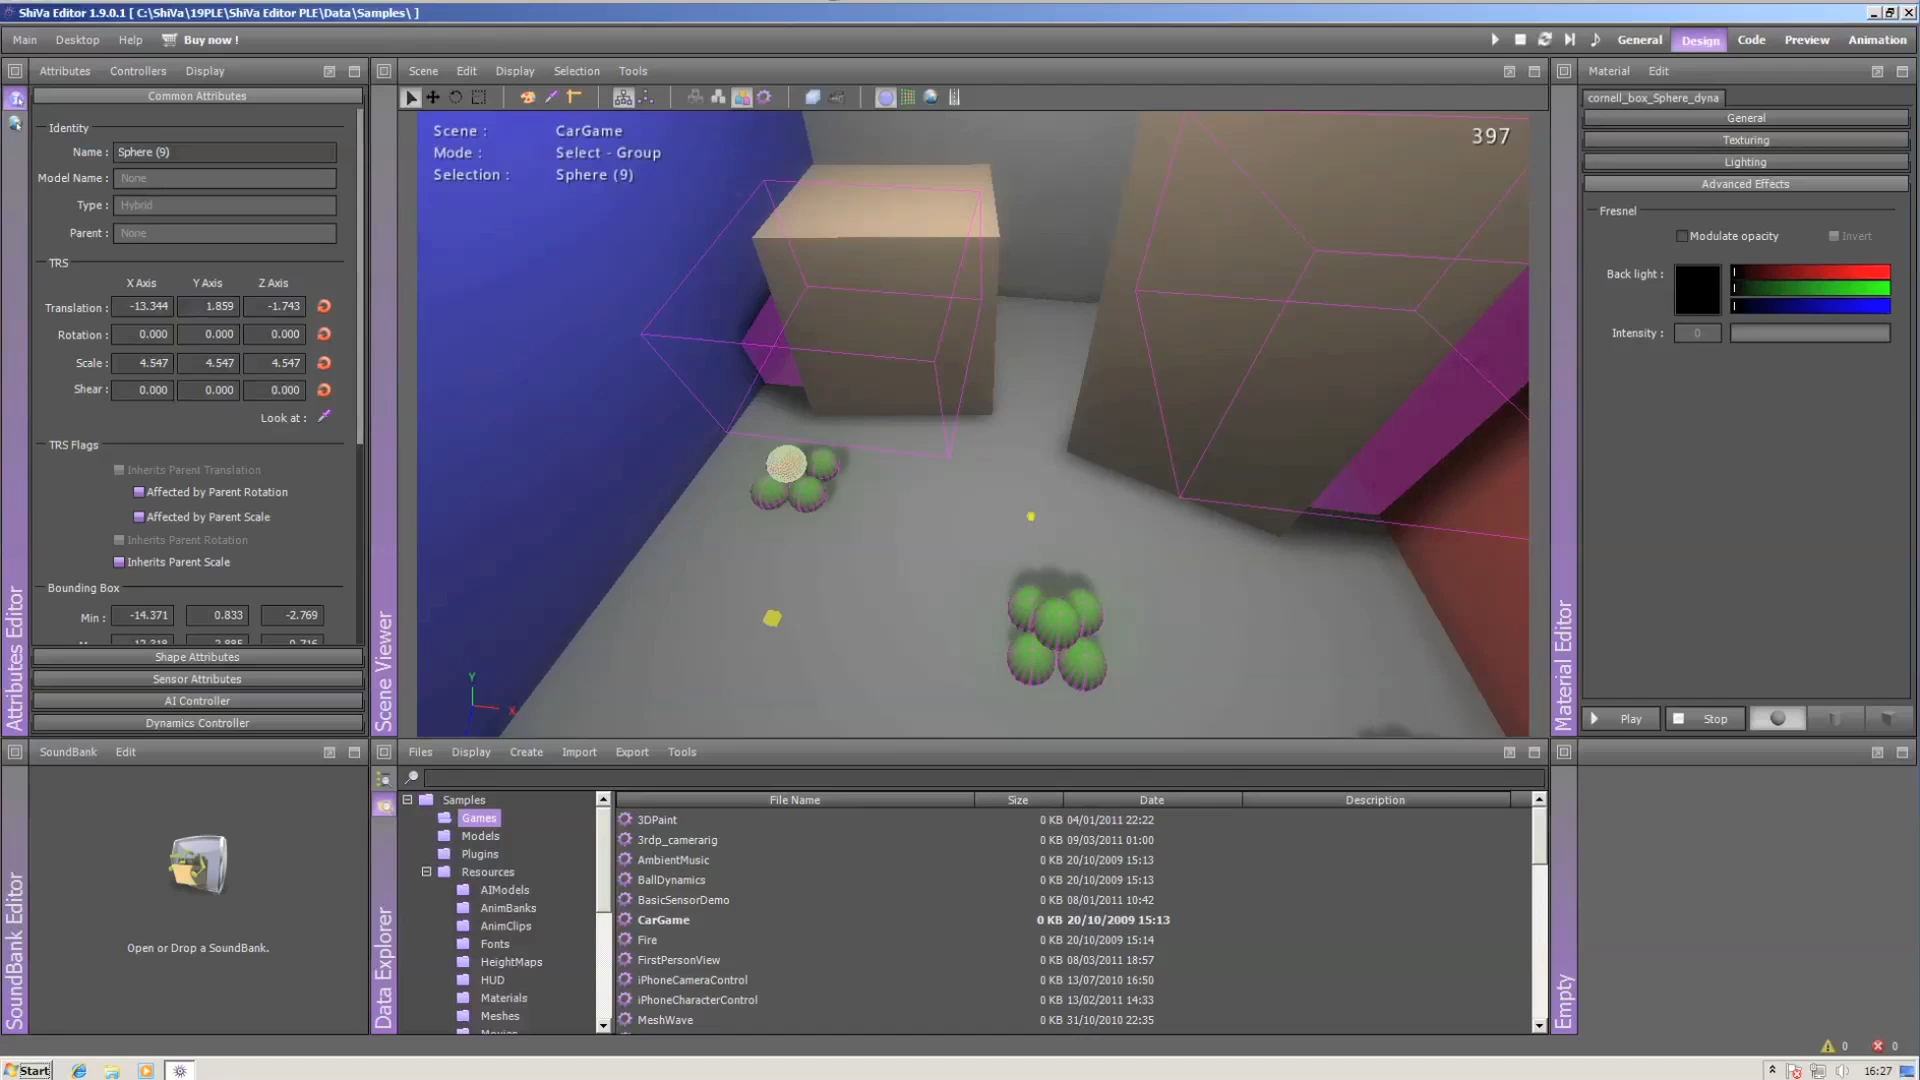 ShiVa Editor 1.9.0.1 [ C:\ShiVa\19PLE\ShiVa Editor PLE\Data\Samples\ ]
Main Desktop Help Buy now ! General Design Code Preview Animation
Attributes Controllers Display
Common Attributes
Identity
Name : Sphere (9)
Model Name : None
Type : Hybrid
Parent : None
TRS
X Axis Y Axis Z Axis
Translation : -13.344 1.859 -1.743
Rotation : 0.000 0.000 0.000
Scale : 4.547 4.547 4.547
Shear : 0.000 0.000 0.000
Look at :
TRS Flags
Inherits Parent Translation
Affected by Parent Rotation
Affected by Parent Scale
Inherits Parent Rotation
Inherits Parent Scale
Bounding Box
Min : -14.371 0.833 -2.769
Shape Attributes
Sensor Attributes
AI Controller
Dynamics Controller
Attributes Editor
Scene Edit Display Selection Tools
Scene : CarGame
Mode : Select - Group
Selection : Sphere (9)
397
Y
X
Scene Viewer
Material Edit
cornell_box_Sphere_dyna
General
Texturing
Lighting
Advanced Effects
Fresnel
Modulate opacity Invert
Back light :
Intensity : 0
Play Stop
Material Editor
SoundBank Edit
Open or Drop a SoundBank.
SoundBank Editor
Files Display Create Import Export Tools
Samples
Games
Models
Plugins
Resources
AIModels
AnimBanks
AnimClips
Fonts
HeightMaps
HUD
Materials
Meshes
Movies
File Name Size Date Description
3DPaint 0 KB 04/01/2011 22:22
3rdp_camerarig 0 KB 09/03/2011 01:00
AmbientMusic 0 KB 20/10/2009 15:13
BallDynamics 0 KB 20/10/2009 15:13
BasicSensorDemo 0 KB 08/01/2011 10:42
CarGame 0 KB 20/10/2009 15:13
Fire 0 KB 20/10/2009 15:14
FirstPersonView 0 KB 08/03/2011 18:57
iPhoneCameraControl 0 KB 13/07/2010 16:50
iPhoneCharacterControl 0 KB 13/02/2011 14:33
MeshWave 0 KB 31/10/2010 22:35
Data Explorer
Empty
0 0
Start 16:27